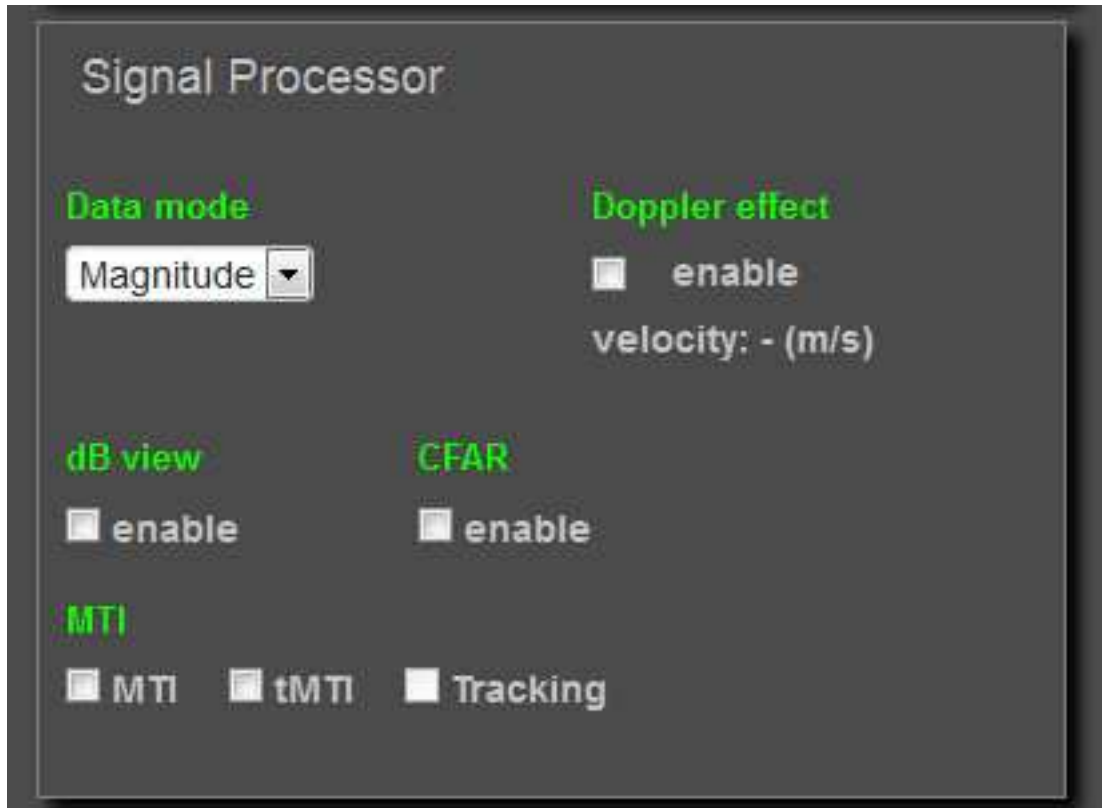 Signal Processor
Data mode
Doppler effect
Magnitude
enable
velocity: - (m/s)
dB view
CFAR
enable
enable
MTI
MTI
tMTI
Tracking